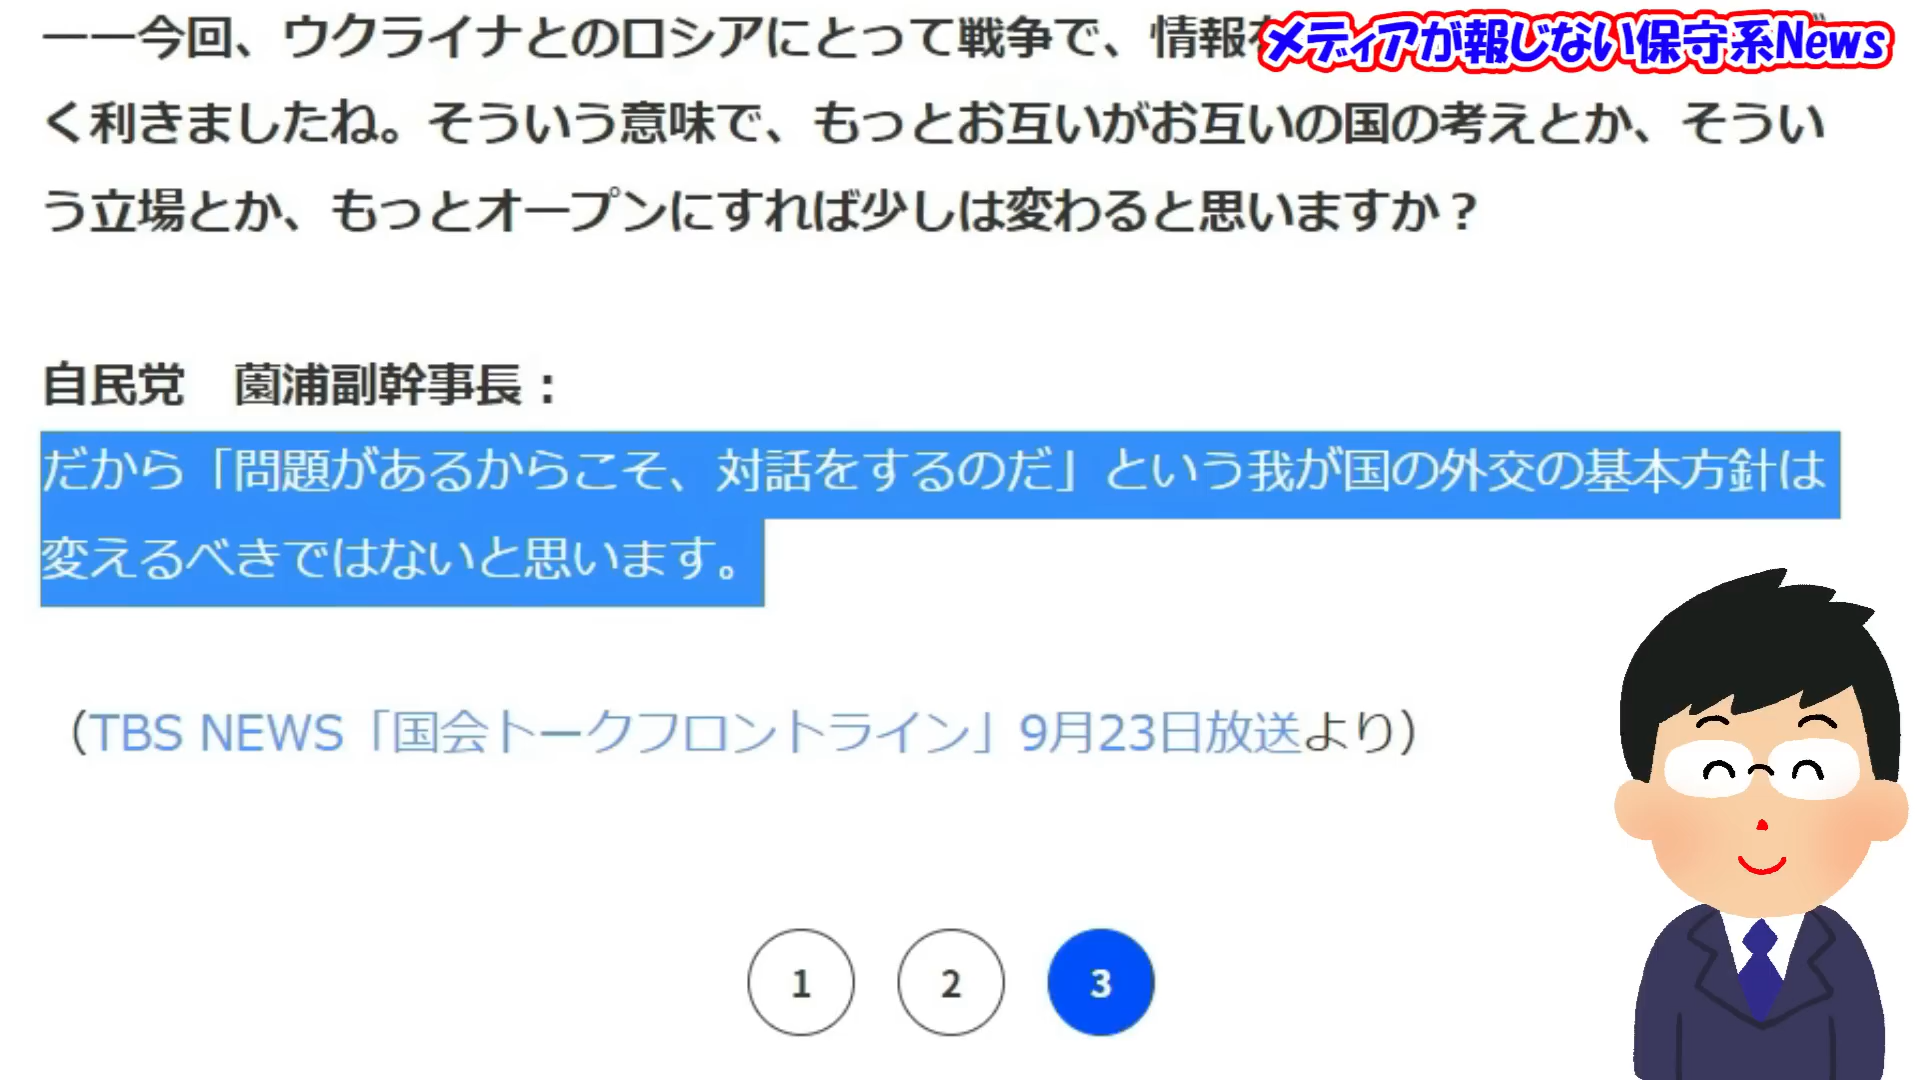 ーー今回、ウクライナとのロシアにとって戦争で、情報
メディアが報じない保守系News
く利きましたね。そういう意味で、もっとお互いがお互いの国の考えとか、そうい
う立場とか、もっとオープンにすれば少しは変わると思いますか？
自民党　薗浦副幹事長：
だから「問題があるからこそ、対話をするのだ」という我が国の外交の基本方針は
変えるべきではないと思います。
（TBS NEWS「国会トークフロントライン」9月23日放送より）
1 2 3